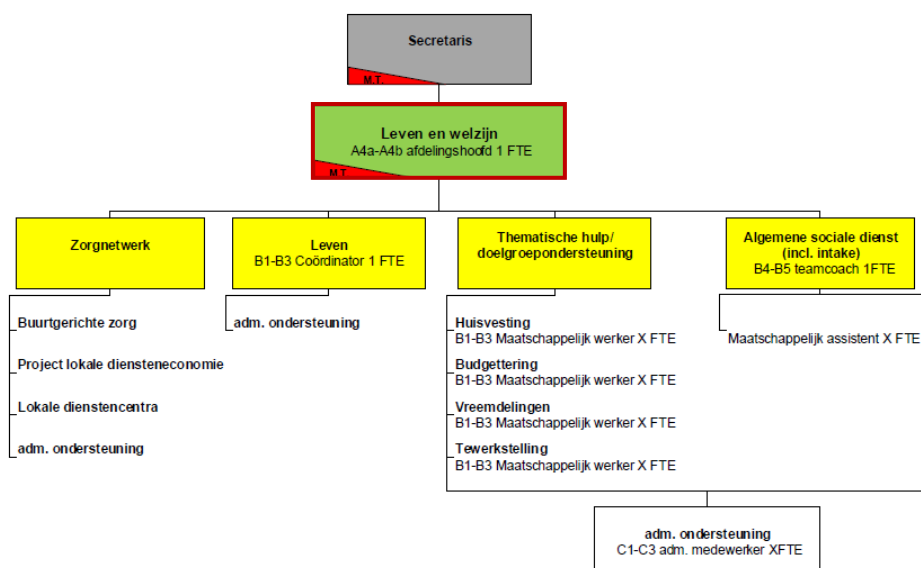 Secretaris
M.T.
Leven en welzijn
A4a-A4b afdelingshoofd 1 FTE
M.T.
Zorgnetwerk
Buurtgerichte zorg
Project lokale diensteneconomie
Lokale dienstencentra
adm. ondersteuning
Leven
B1-B3 Coördinator 1 FTE
adm. ondersteuning
Thematische hulp/
doelgroepondersteuning
Huisvesting
B1-B3 Maatschappelijk werker X FTE
Budgettering
B1-B3 Maatschappelijk werker X FTE
Vreemdelingen
B1-B3 Maatschappelijk werker X FTE
Tewerkstelling
B1-B3 Maatschappelijk werker X FTE
Algemene sociale dienst
(incl. intake)
B4-B5 teamcoach 1FTE
Maatschappelijk assistent X FTE
adm. ondersteuning
C1-C3 adm. medewerker XFTE